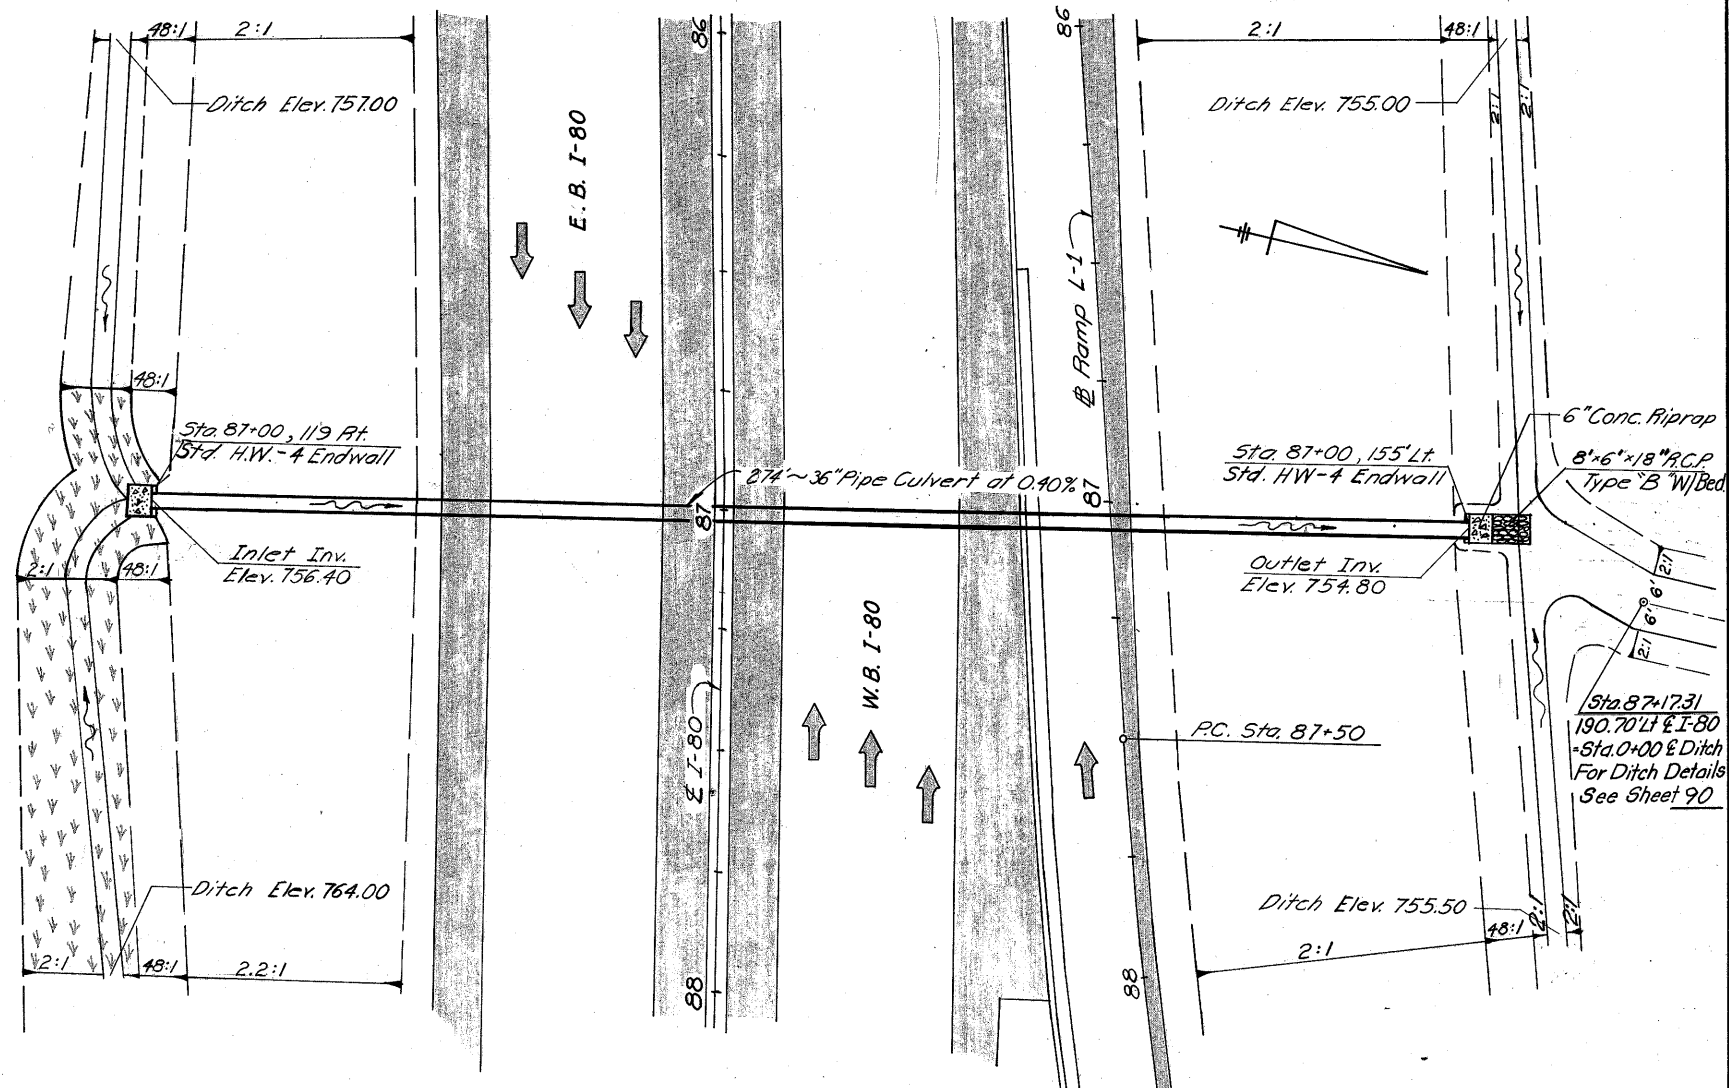 48:1 2:1
86
86
2:1 48:1
Ditch Elev. 757.00
Ditch Elev. 755.00
2:1 2:1
E.B. I-80
℄ Ramp L-1
48:1
6" Conc. Riprap
Sta. 87+00, 119 Rt.
Std. H.W.-4 Endwall
Sta. 87+00, 155' Lt.
Std. HW-4 Endwall
8'×6"×18" R.C.P.
Type "B" W/Bed.
274'~36" Pipe Culvert at 0.40%
87
87
Inlet Inv.
Elev. 756.40
Outlet Inv.
Elev. 754.80
2:1 48:1
2:1
6'
6'
2:1
W.B. I-80
℄ I-80
P.C. Sta. 87+50
Sta. 87+17.31
190.70' Lt ℄ I-80
=Sta. 0+00 ℄ Ditch
For Ditch Details
See Sheet 90
Ditch Elev. 764.00
Ditch Elev. 755.50
2:1 2:1
48:1
2:1
2:1 48:1 2.2:1
88
88